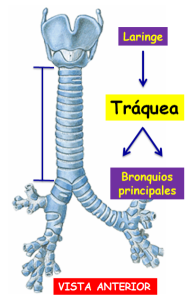 Laringe
Tráquea
Bronquios
principales
VISTA ANTERIOR